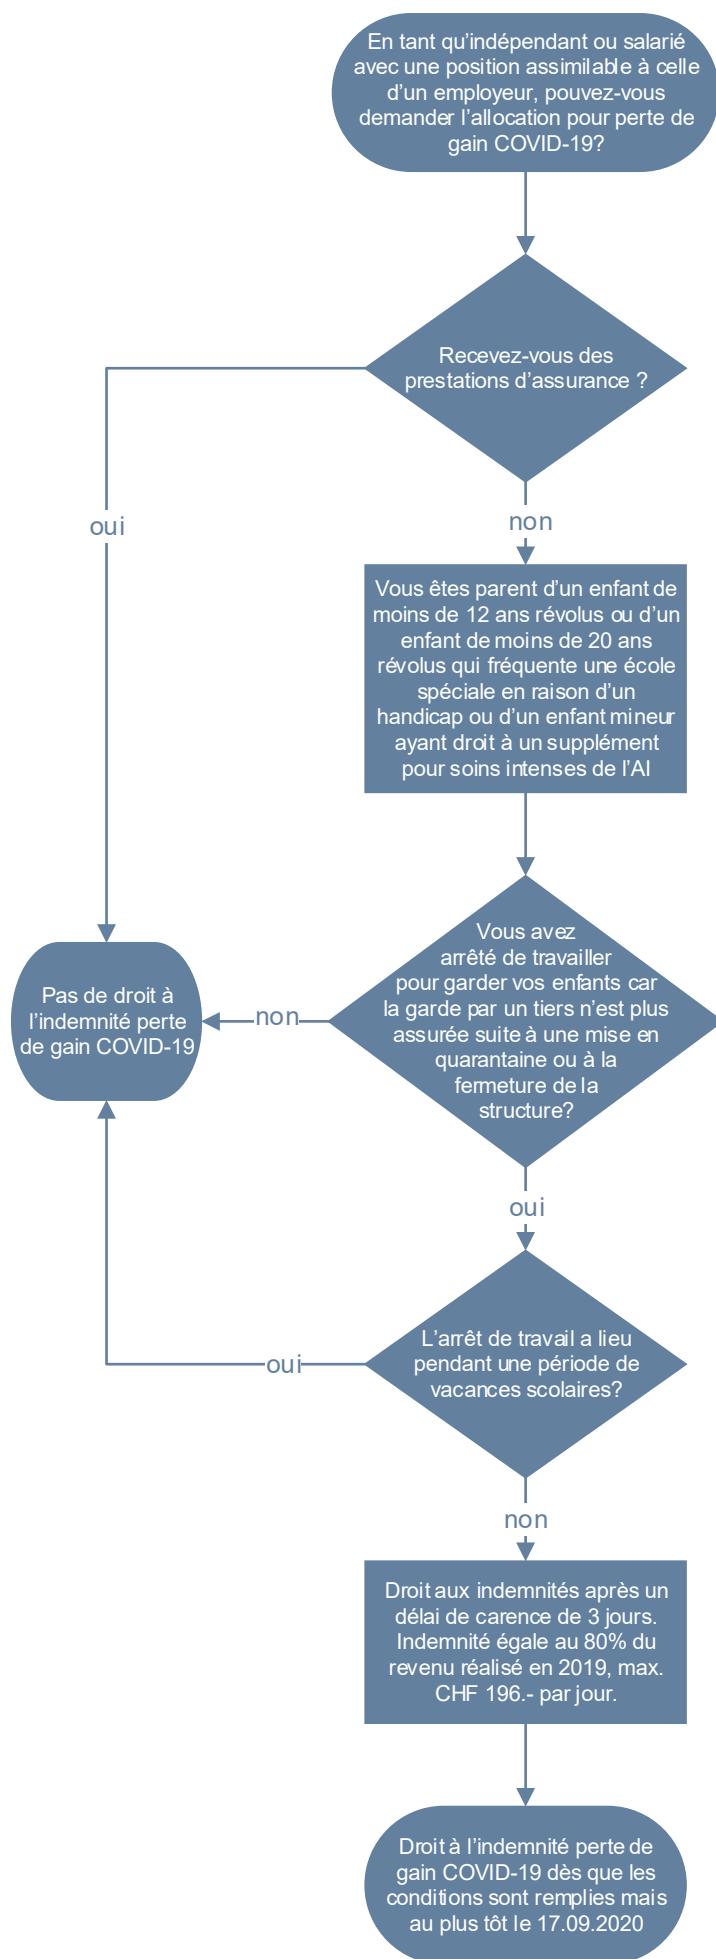 En tant qu'indépendant ou salarié
avec une position assimilable à celle
d'un employeur, pouvez-vous
demander l'allocation pour perte de
gain COVID-19?
Recevez-vous des
prestations d'assurance ?
oui
non
Vous êtes parent d'un enfant de
moins de 12 ans révolus ou d'un
enfant de moins de 20 ans
révolus qui fréquente une école
spéciale en raison d'un
handicap ou d'un enfant mineur
ayant droit à un supplément
pour soins intenses de l'AI
Vous avez
arrêté de travailler
pour garder vos enfants car
la garde par un tiers n'est plus
assurée suite à une mise en
quarantaine ou à la
fermeture de la
structure?
non
Pas de droit à
l'indemnité perte
de gain COVID-19
oui
L'arrêt de travail a lieu
pendant une période de
vacances scolaires?
oui
non
Droit aux indemnités après un
délai de carence de 3 jours.
Indemnité égale au 80% du
revenu réalisé en 2019, max.
CHF 196.- par jour.
Droit à l'indemnité perte de
gain COVID-19 dès que les
conditions sont remplies mais
au plus tôt le 17.09.2020